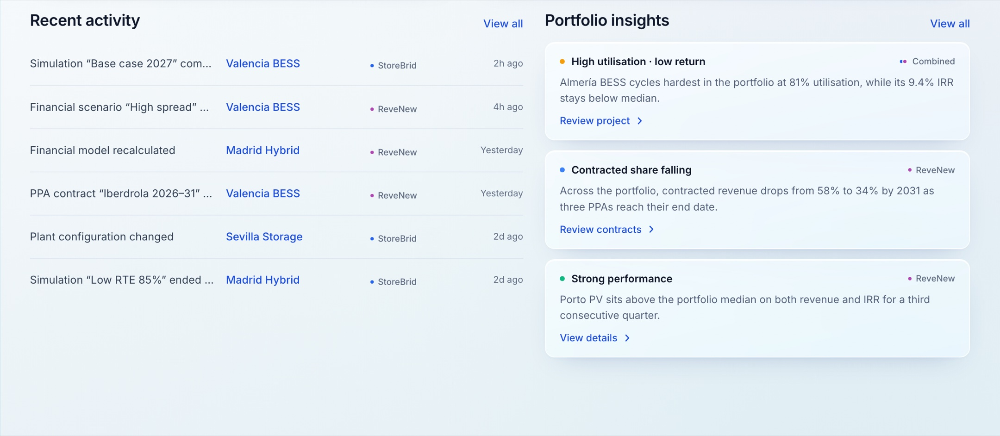 Recent activity
View all
Simulation “Base case 2027” com... Valencia BESS StoreBrid 2h ago
Financial scenario “High spread” ... Valencia BESS ReveNew 4h ago
Financial model recalculated Madrid Hybrid ReveNew Yesterday
PPA contract “Iberdrola 2026–31” ... Valencia BESS ReveNew Yesterday
Plant configuration changed Sevilla Storage StoreBrid 2d ago
Simulation “Low RTE 85%” ended ... Madrid Hybrid StoreBrid 2d ago
Portfolio insights
View all
High utilisation · low return
Combined
Almería BESS cycles hardest in the portfolio at 81% utilisation, while its 9.4% IRR
stays below median.
Review project
Contracted share falling
ReveNew
Across the portfolio, contracted revenue drops from 58% to 34% by 2031 as
three PPAs reach their end date.
Review contracts
Strong performance
ReveNew
Porto PV sits above the portfolio median on both revenue and IRR for a third
consecutive quarter.
View details